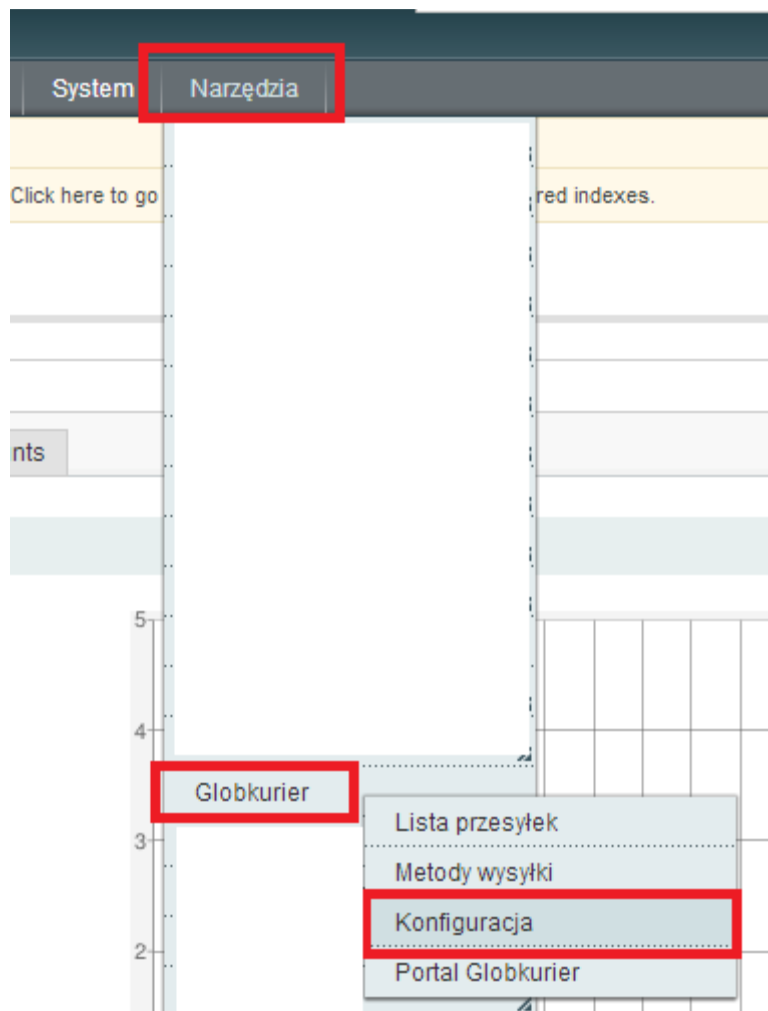 System Narzędzia
Click here to go red indexes.
nts
5
4
Globkurier
Lista przesyłek
3
Metody wysyłki
Konfiguracja
2
Portal Globkurier